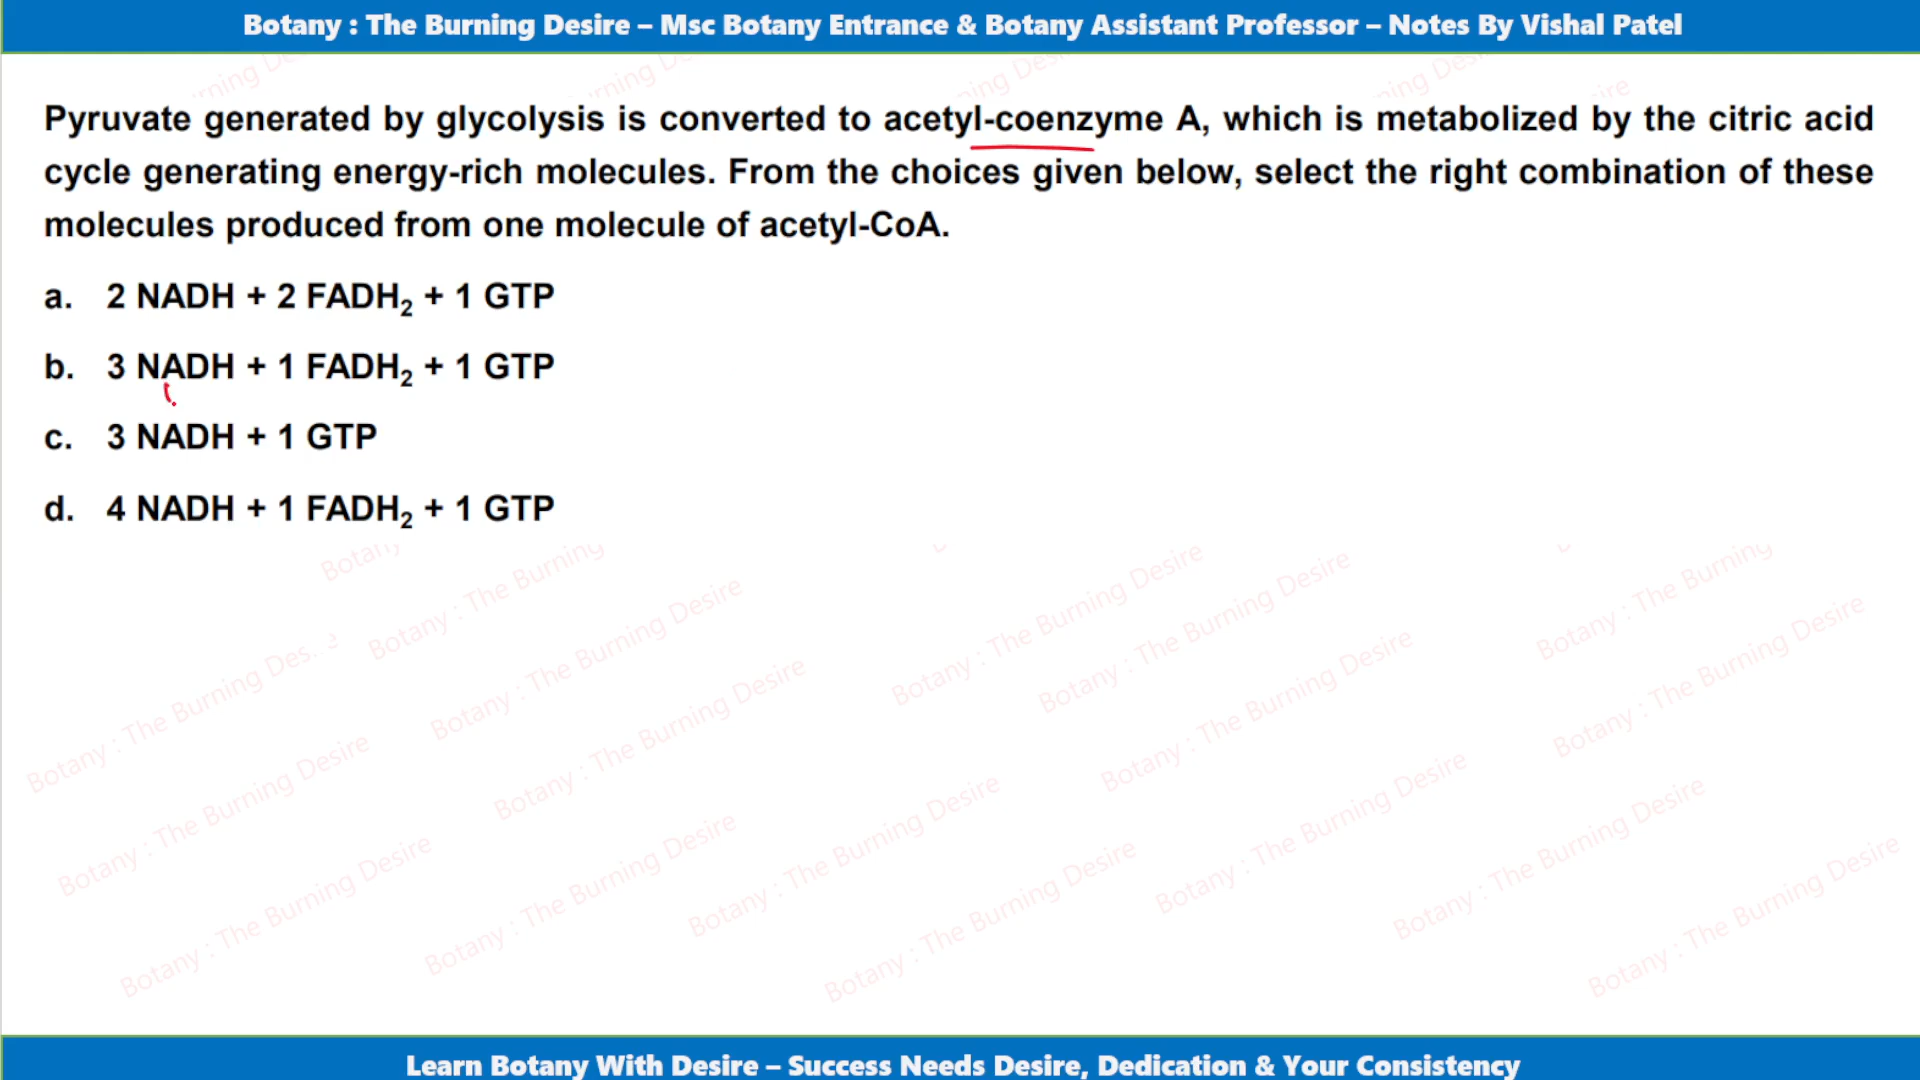 Botany : The Burning Desire – Msc Botany Entrance & Botany Assistant Professor – Notes By Vishal Patel
Pyruvate generated by glycolysis is converted to acetyl-coenzyme A, which is metabolized by the citric acid
cycle generating energy-rich molecules. From the choices given below, select the right combination of these
molecules produced from one molecule of acetyl-CoA.
a. 2 NADH + 2 FADH₂ + 1 GTP
b. 3 NADH + 1 FADH₂ + 1 GTP
c. 3 NADH + 1 GTP
d. 4 NADH + 1 FADH₂ + 1 GTP
Botany : The Burning Desire
Learn Botany With Desire – Success Needs Desire, Dedication & Your Consistency